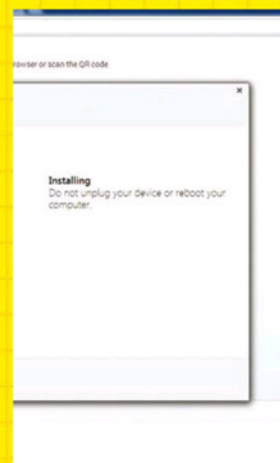 rowser or scan the QR code
Installing
Do not unplug your device or reboot your
computer.